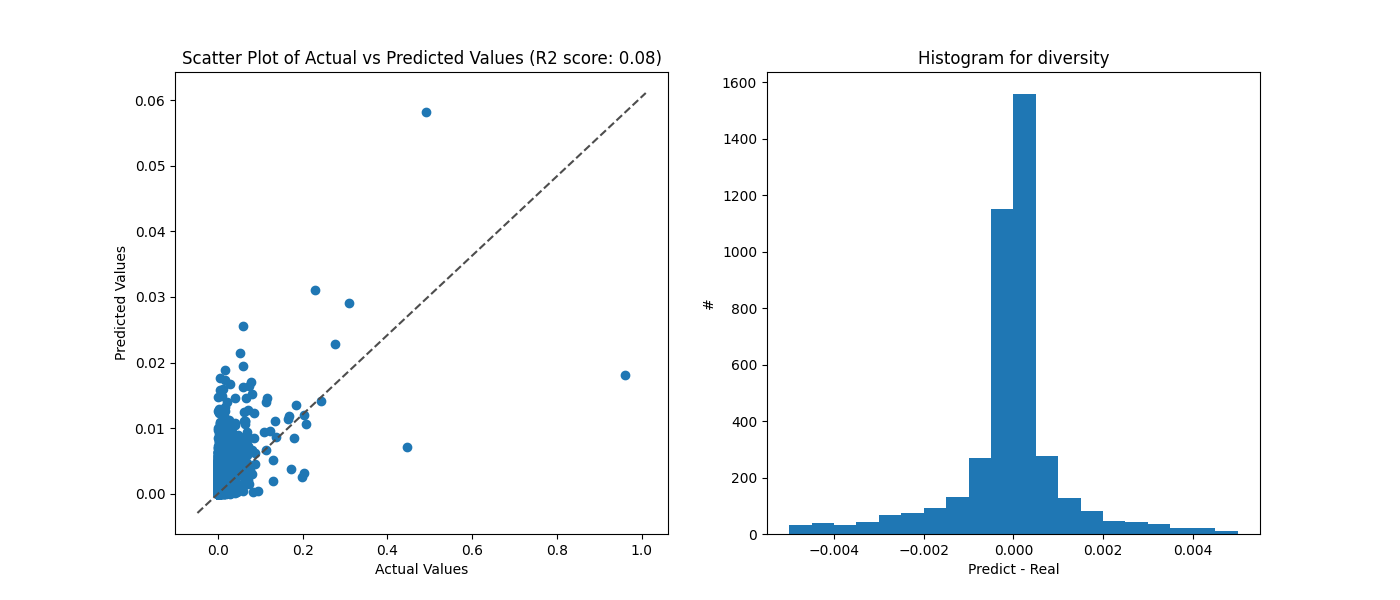 Scatter Plot of Actual vs Predicted Values (R2 score: 0.08)
0.06
0.05
0.04
0.03
0.02
0.01
0.00
Predicted Values
0.0 0.2 0.4 0.6 0.8 1.0
Actual Values
Histogram for diversity
1600
1400
1200
1000
800
600
400
200
0
#
−0.004 −0.002 0.000 0.002 0.004
Predict - Real